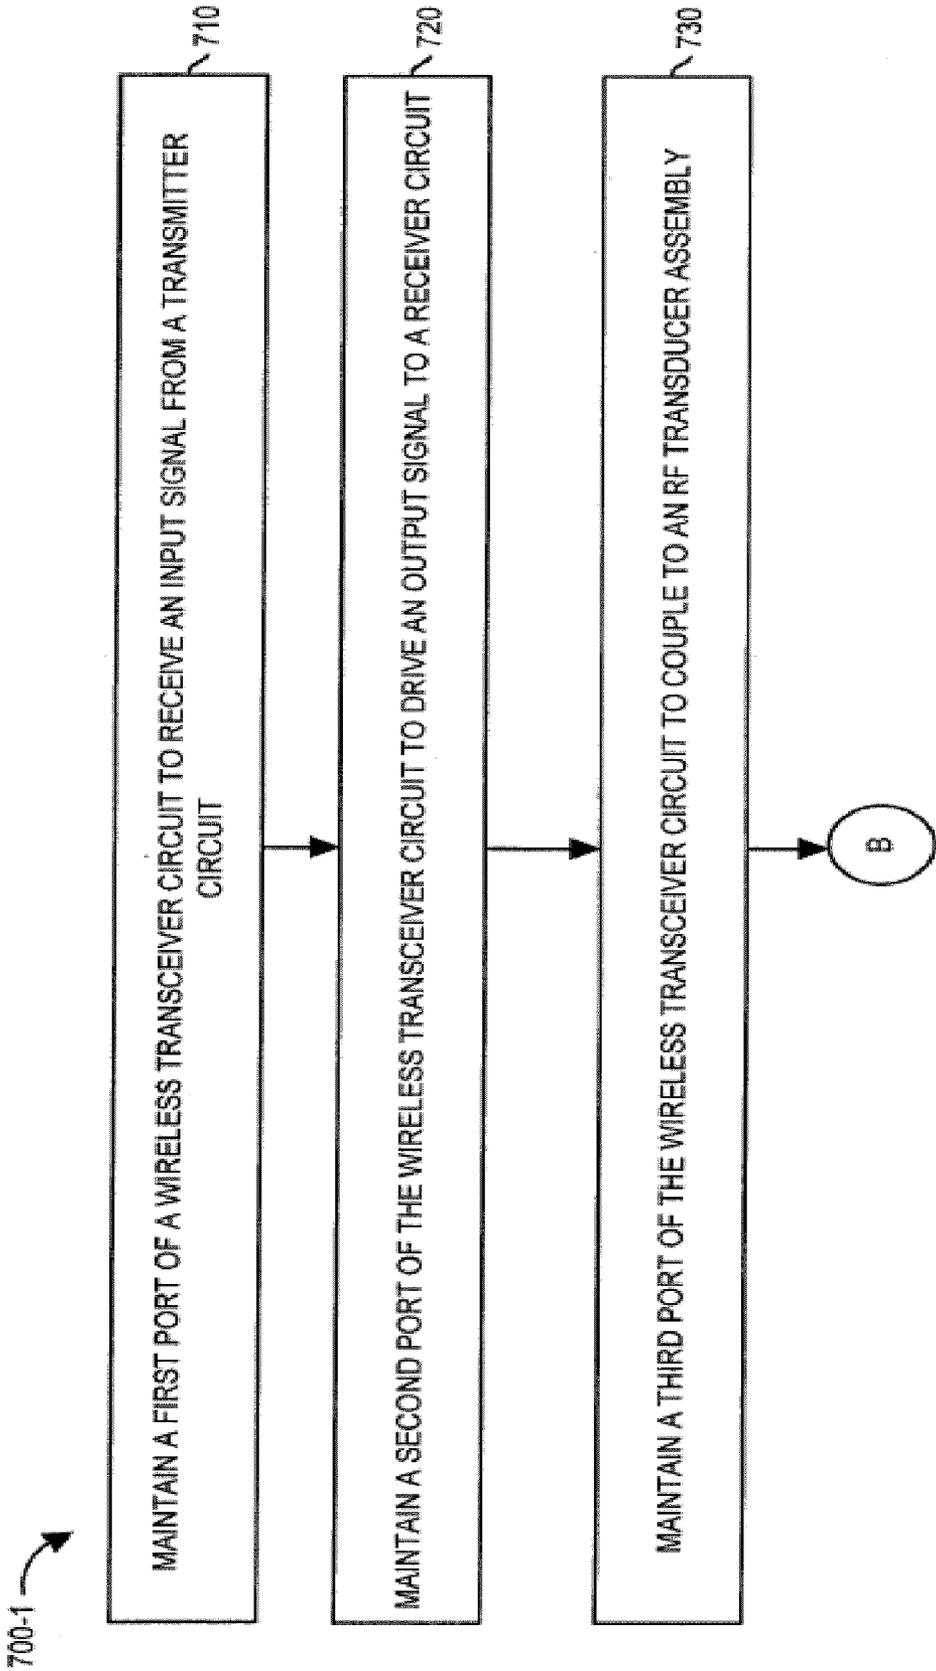 700-1
710
MAINTAIN A FIRST PORT OF A WIRELESS TRANSCEIVER CIRCUIT TO RECEIVE AN INPUT SIGNAL FROM A TRANSMITTER
CIRCUIT
720
MAINTAIN A SECOND PORT OF THE WIRELESS TRANSCEIVER CIRCUIT TO DRIVE AN OUTPUT SIGNAL TO A RECEIVER CIRCUIT
730
MAINTAIN A THIRD PORT OF THE WIRELESS TRANSCEIVER CIRCUIT TO COUPLE TO AN RF TRANSDUCER ASSEMBLY
B